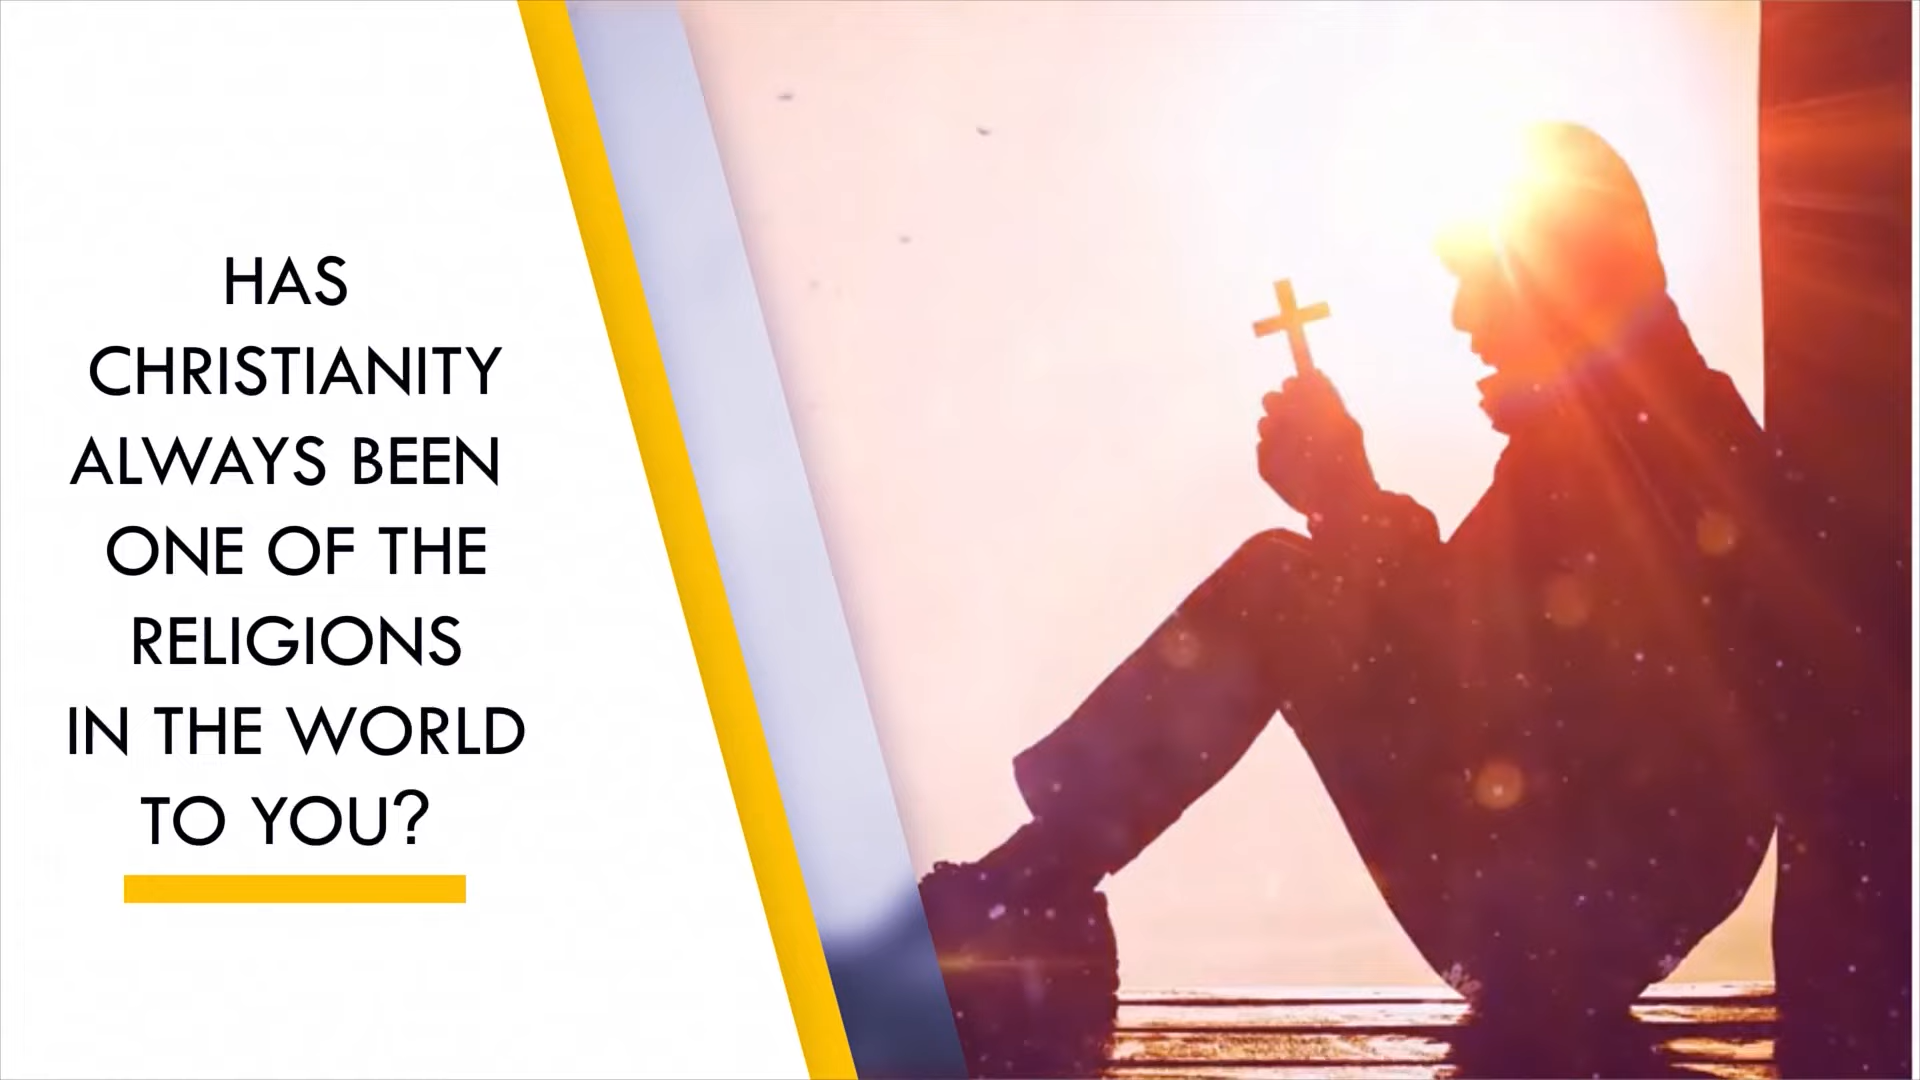 HAS
CHRISTIANITY
ALWAYS BEEN
ONE OF THE
RELIGIONS
IN THE WORLD
TO YOU?